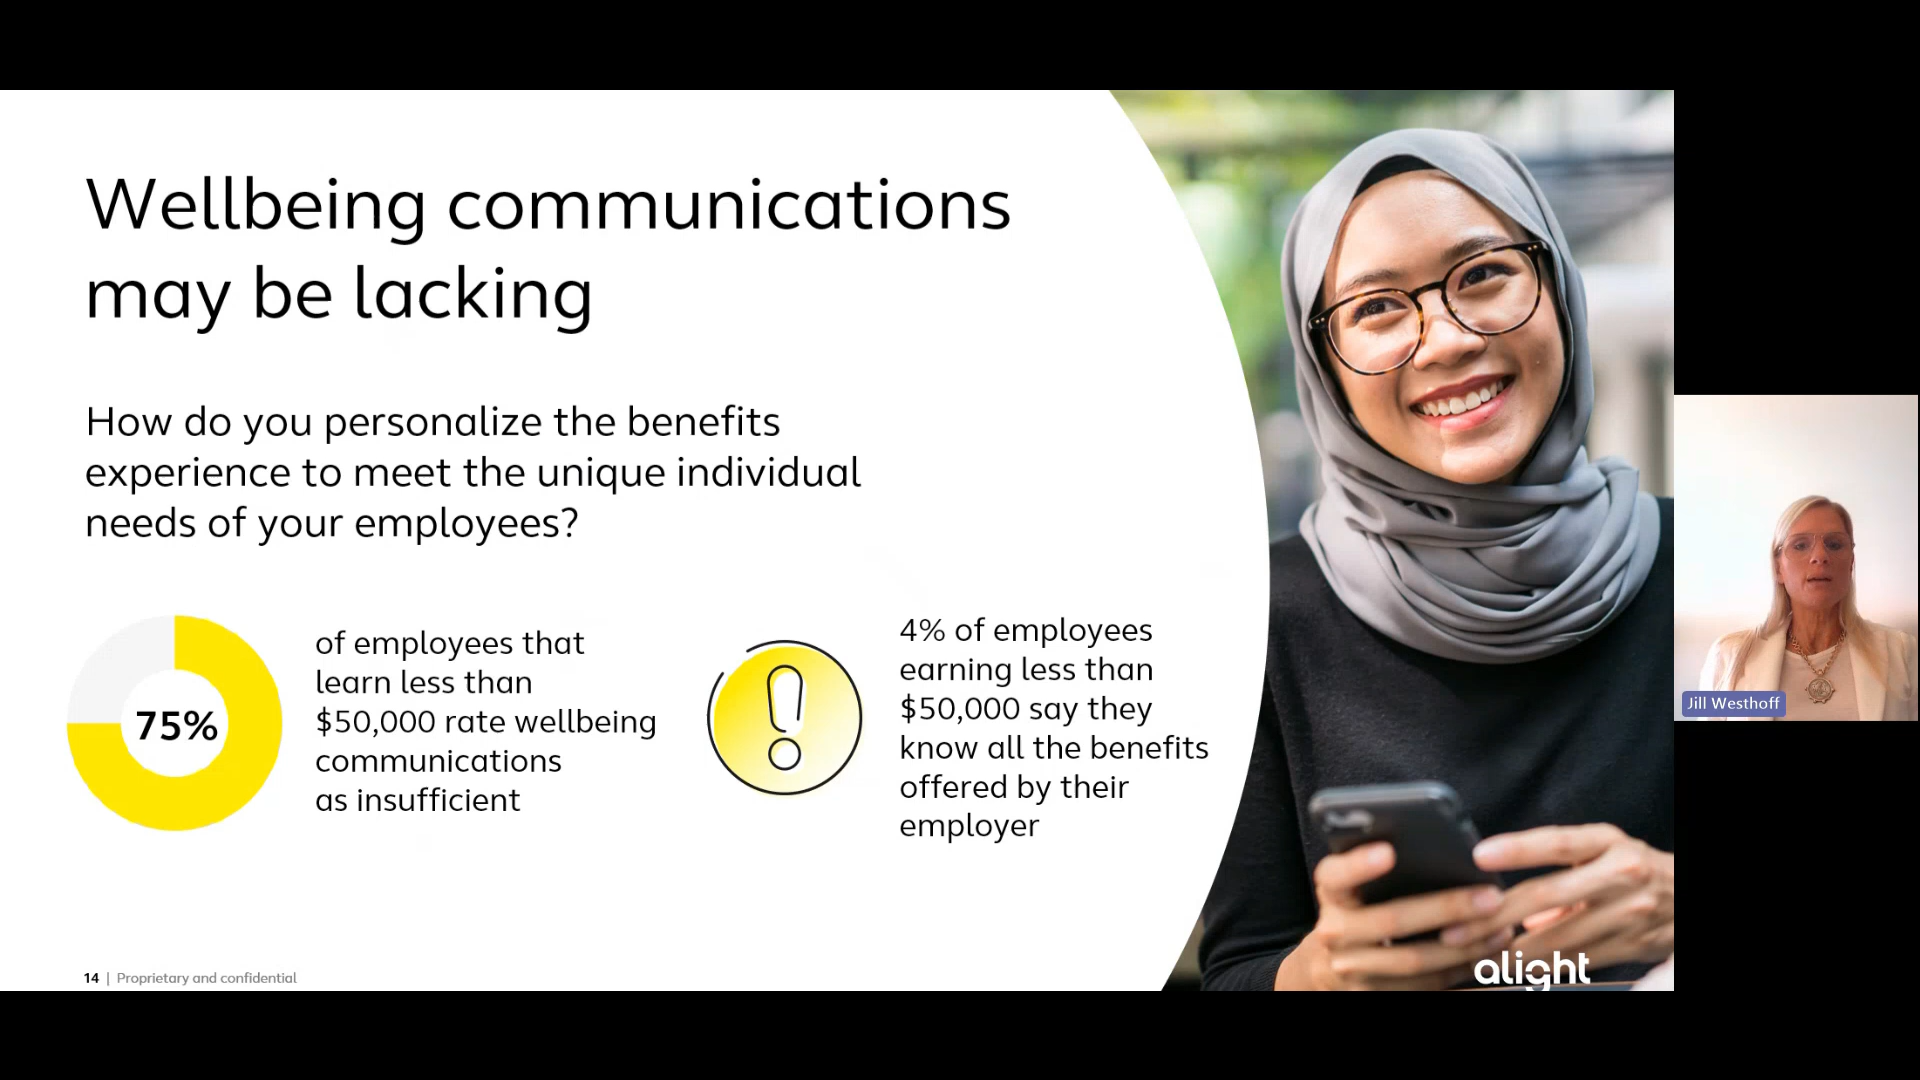 Wellbeing communications
may be lacking
How do you personalize the benefits
experience to meet the unique individual
needs of your employees?
75%
of employees that
learn less than
$50,000 rate wellbeing
communications
as insufficient
4% of employees
earning less than
$50,000 say they
know all the benefits
offered by their
employer
Jill Westhoff
14 | Proprietary and confidential
alight